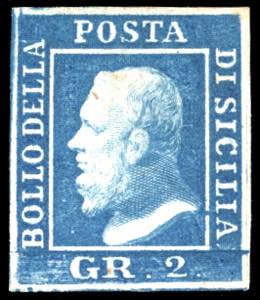 BOLLO DELLA
POSTA
DI SICILIA
GR. 2.